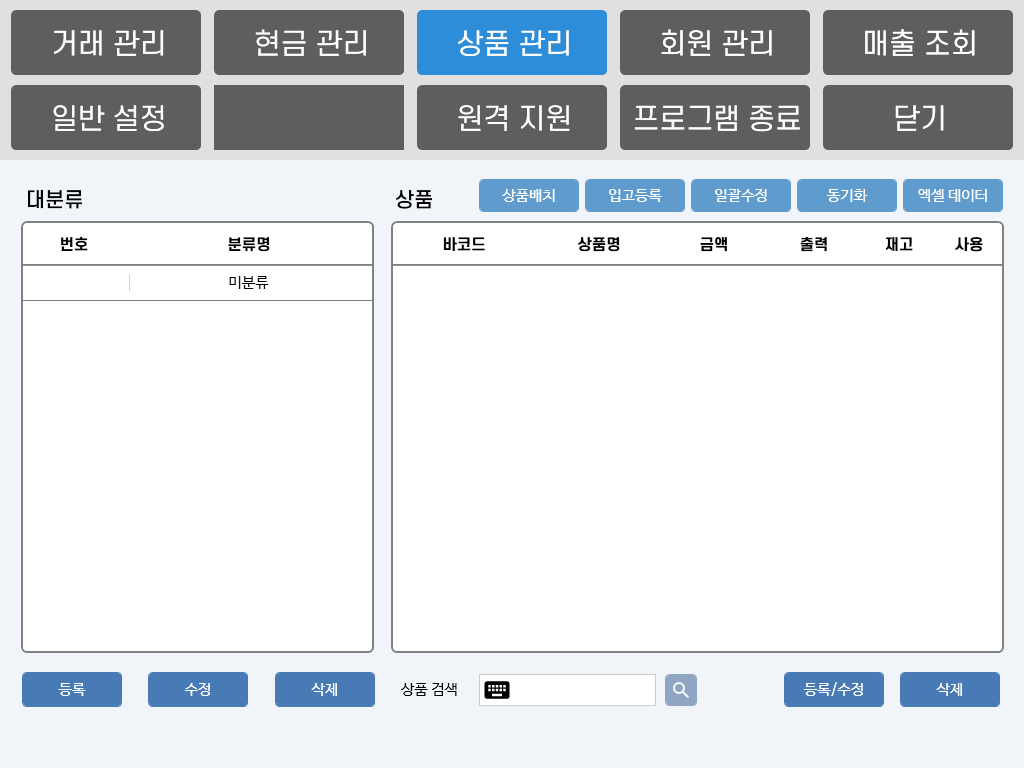 거래 관리 현금 관리 상품 관리 회원 관리 매출 조회
일반 설정 원격 지원 프로그램 종료 닫기
대분류 상품 상품배치 입고등록 일괄수정 동기화 엑셀 데이터
번호 분류명 바코드 상품명 금액 출력 재고 사용
미분류
등록 수정 삭제 상품 검색 등록/수정 삭제